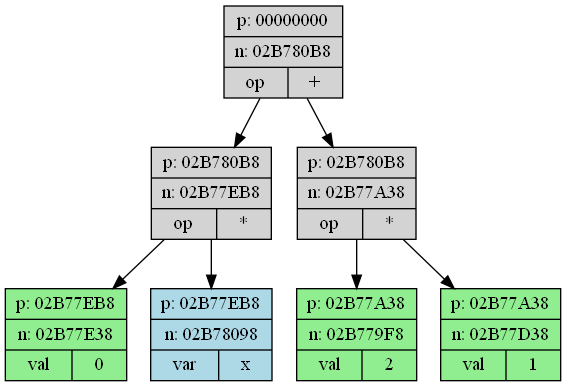 p: 00000000
n: 02B780B8
op +
p: 02B780B8
n: 02B77EB8
op *
p: 02B780B8
n: 02B77A38
op *
p: 02B77EB8
n: 02B77E38
val 0
p: 02B77EB8
n: 02B78098
var x
p: 02B77A38
n: 02B779F8
val 2
p: 02B77A38
n: 02B77D38
val 1